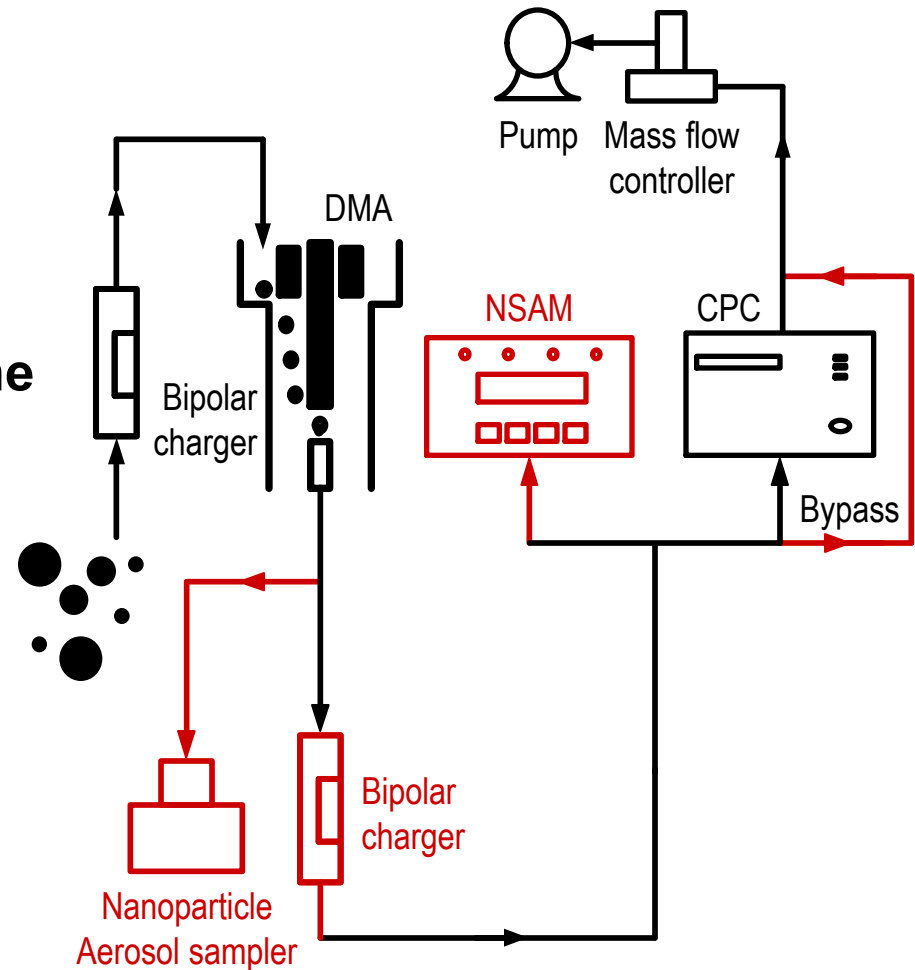 Pump
Mass flow
controller
DMA
NSAM
CPC
Bipolar
charger
Bypass
Bipolar
charger
Nanoparticle
Aerosol sampler